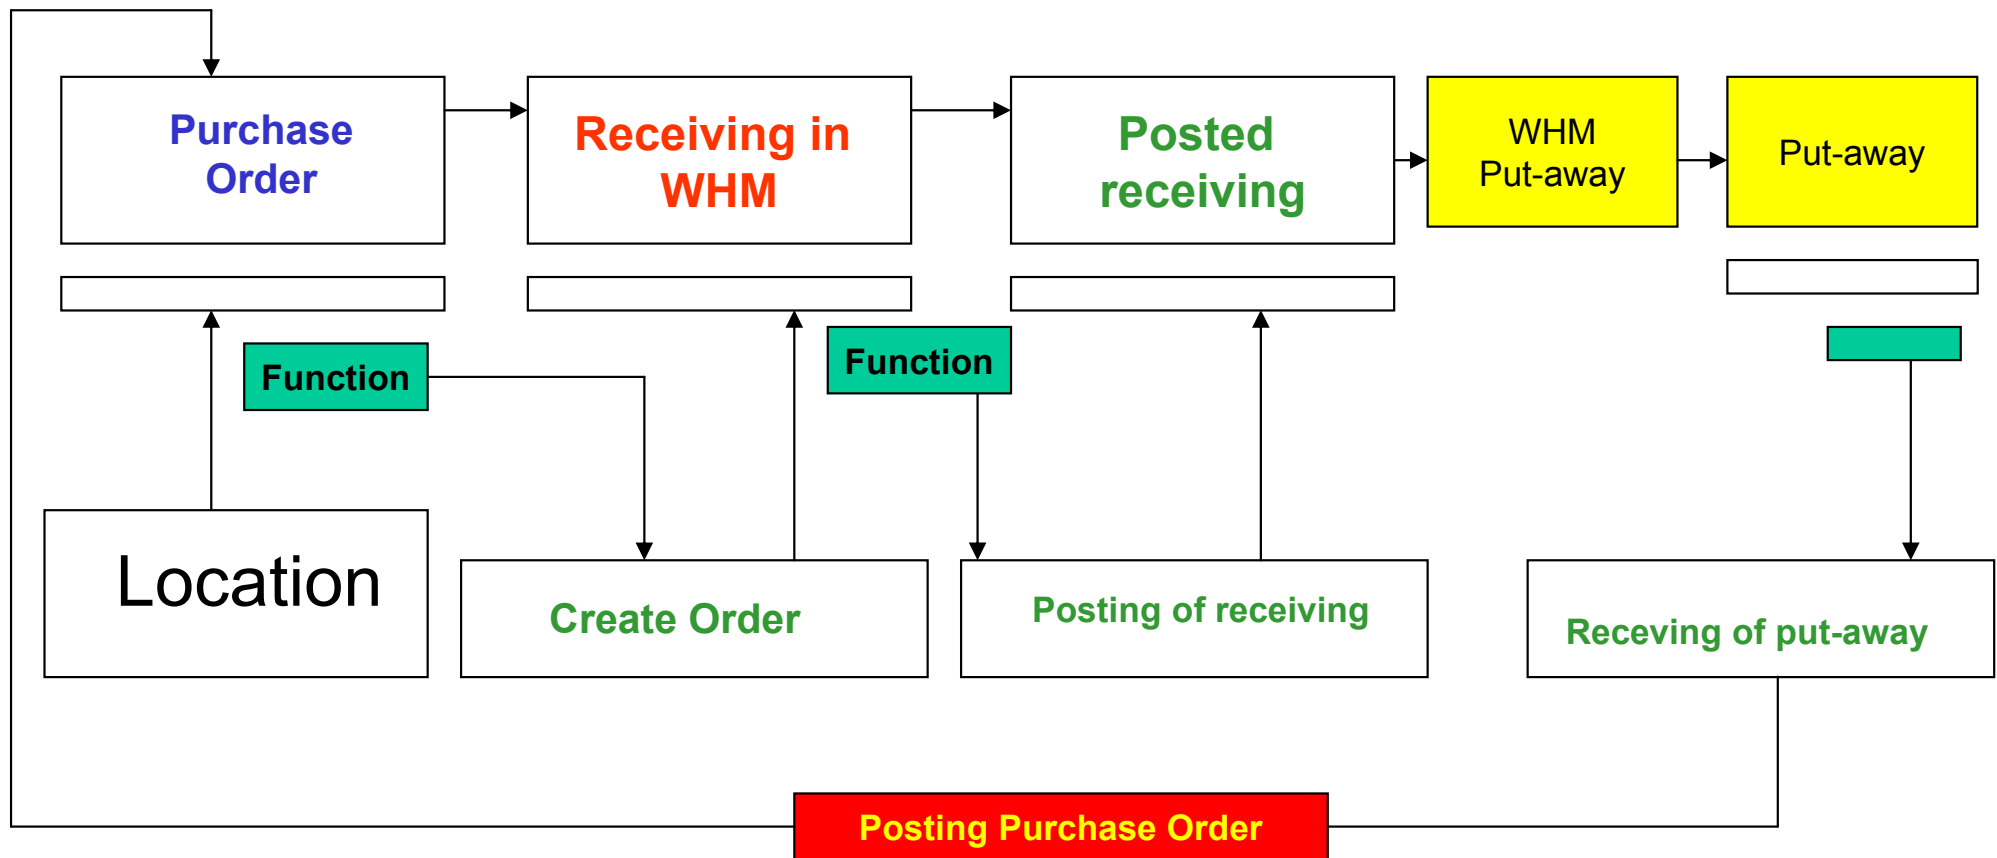 Purchase
Order
Receiving in
WHM
Posted
receiving
WHM
Put-away
Put-away
Function
Function
Location
Create Order
Posting of receiving
Receving of put-away
Posting Purchase Order